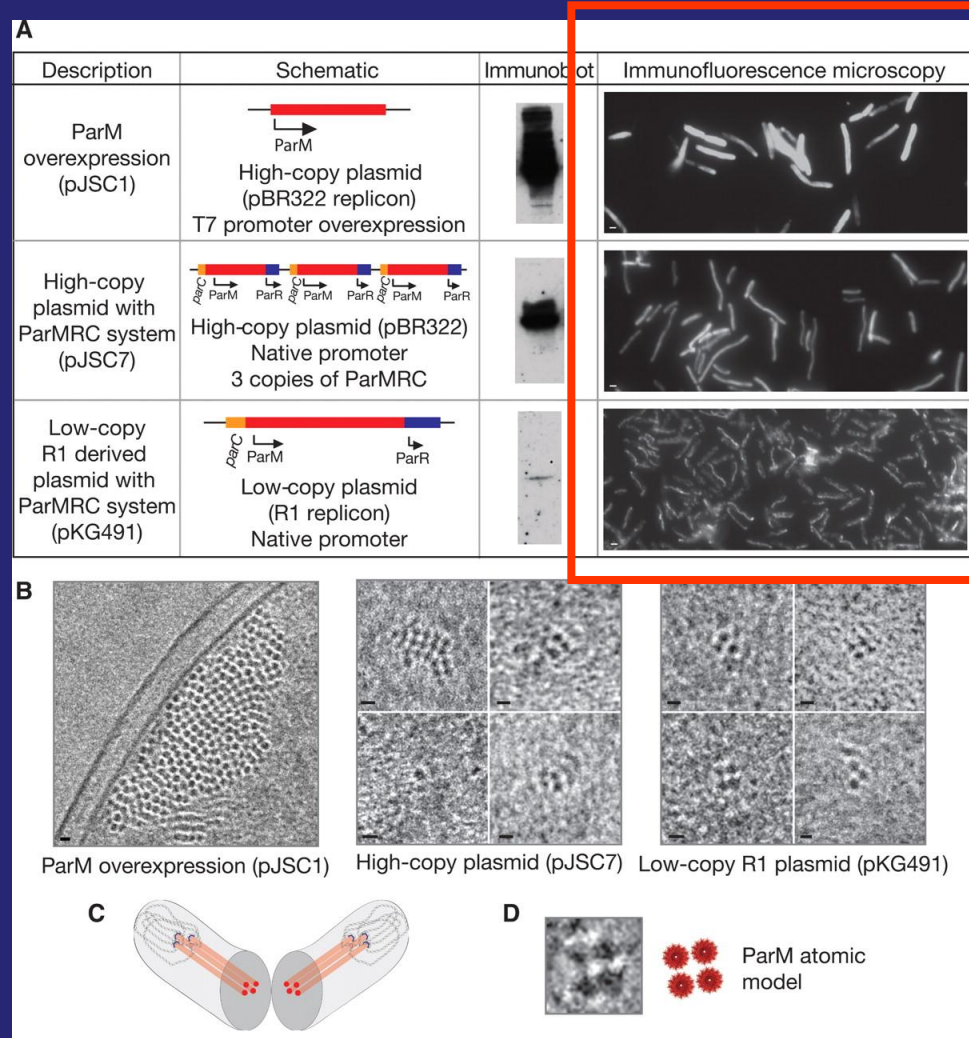 A
Description Schematic Immunoblot Immunofluorescence microscopy
ParM
overexpression
(pJSC1)
ParM
High-copy plasmid
(pBR322 replicon)
T7 promoter overexpression
High-copy
plasmid with
ParMRC system
(pJSC7)
parC ParM ParR parC ParM ParR parC ParM ParR
High-copy plasmid (pBR322)
Native promoter
3 copies of ParMRC
Low-copy
R1 derived
plasmid with
ParMRC system
(pKG491)
parC ParM ParR
Low-copy plasmid
(R1 replicon)
Native promoter
B
ParM overexpression (pJSC1) High-copy plasmid (pJSC7) Low-copy R1 plasmid (pKG491)
C
D
ParM atomic
model